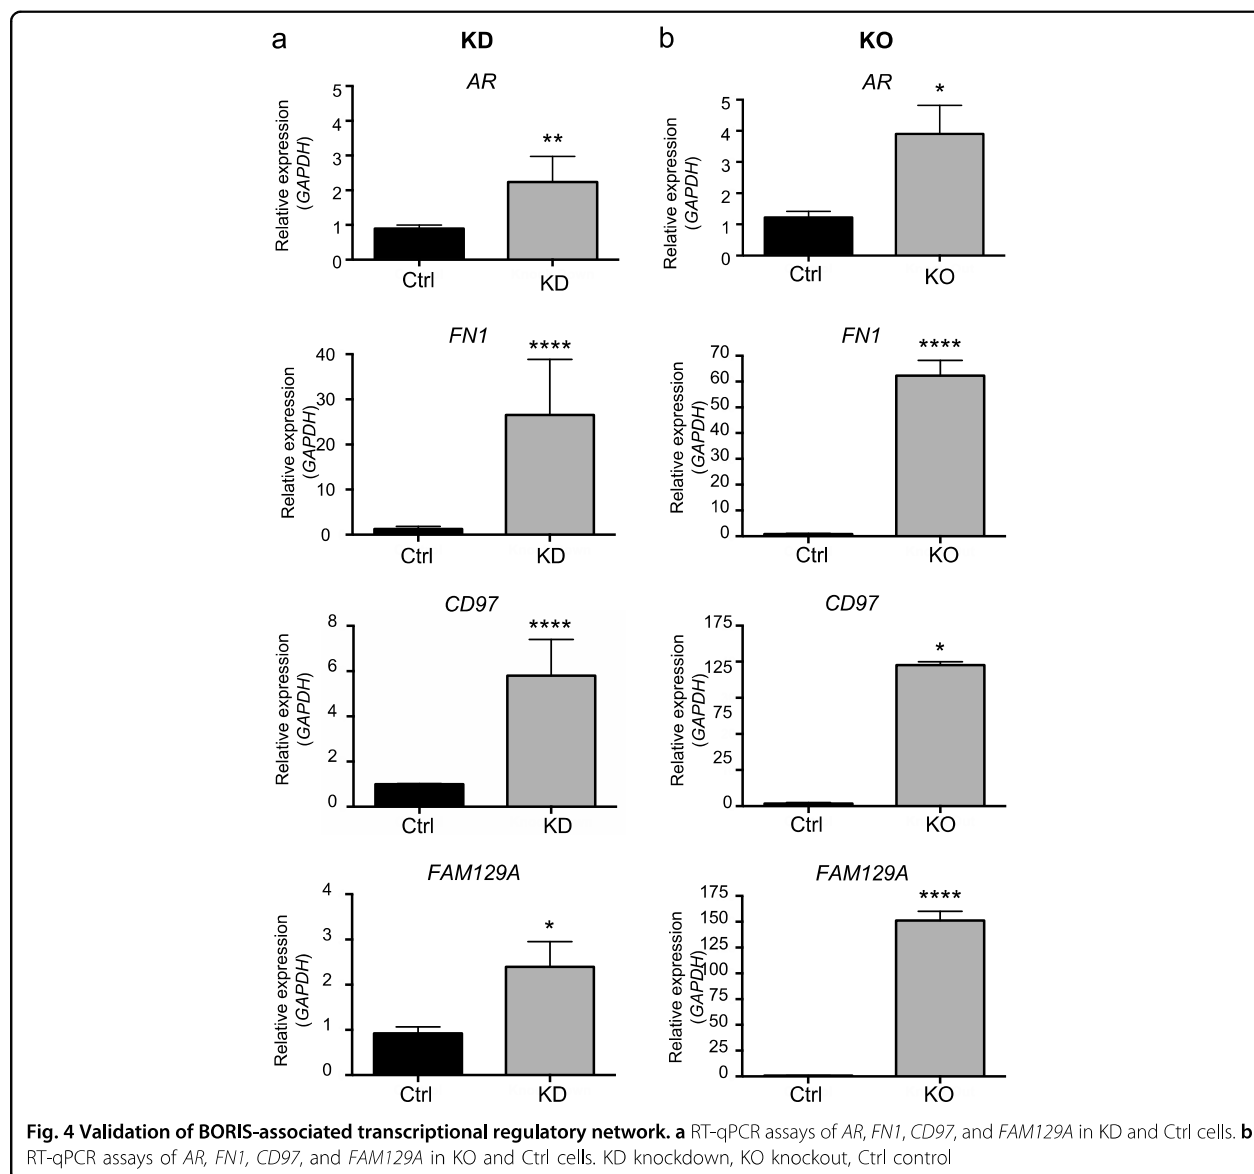 a KD
AR
Relative expression
(GAPDH)
5
4
3
2
1
0
**
Ctrl KD
FN1
Relative expression
(GAPDH)
40
30
20
10
0
****
Ctrl KD
CD97
Relative expression
(GAPDH)
8
6
4
2
0
****
Ctrl KD
FAM129A
Relative expression
(GAPDH)
4
3
2
1
0
*
Ctrl KD
b KO
AR
Relative expression
(GAPDH)
5
4
3
2
1
0
*
Ctrl KO
FN1
Relative expression
(GAPDH)
70
60
50
40
30
20
10
0
****
Ctrl KO
CD97
Relative expression
(GAPDH)
175
125
75
25
0
*
Ctrl KO
FAM129A
Relative expression
(GAPDH)
175
150
125
150
75
50
25
0
****
Ctrl KO
Fig. 4 Validation of BORIS-associated transcriptional regulatory network. a RT-qPCR assays of AR, FN1, CD97, and FAM129A in KD and Ctrl cells. b
RT-qPCR assays of AR, FN1, CD97, and FAM129A in KO and Ctrl cells. KD knockdown, KO knockout, Ctrl control